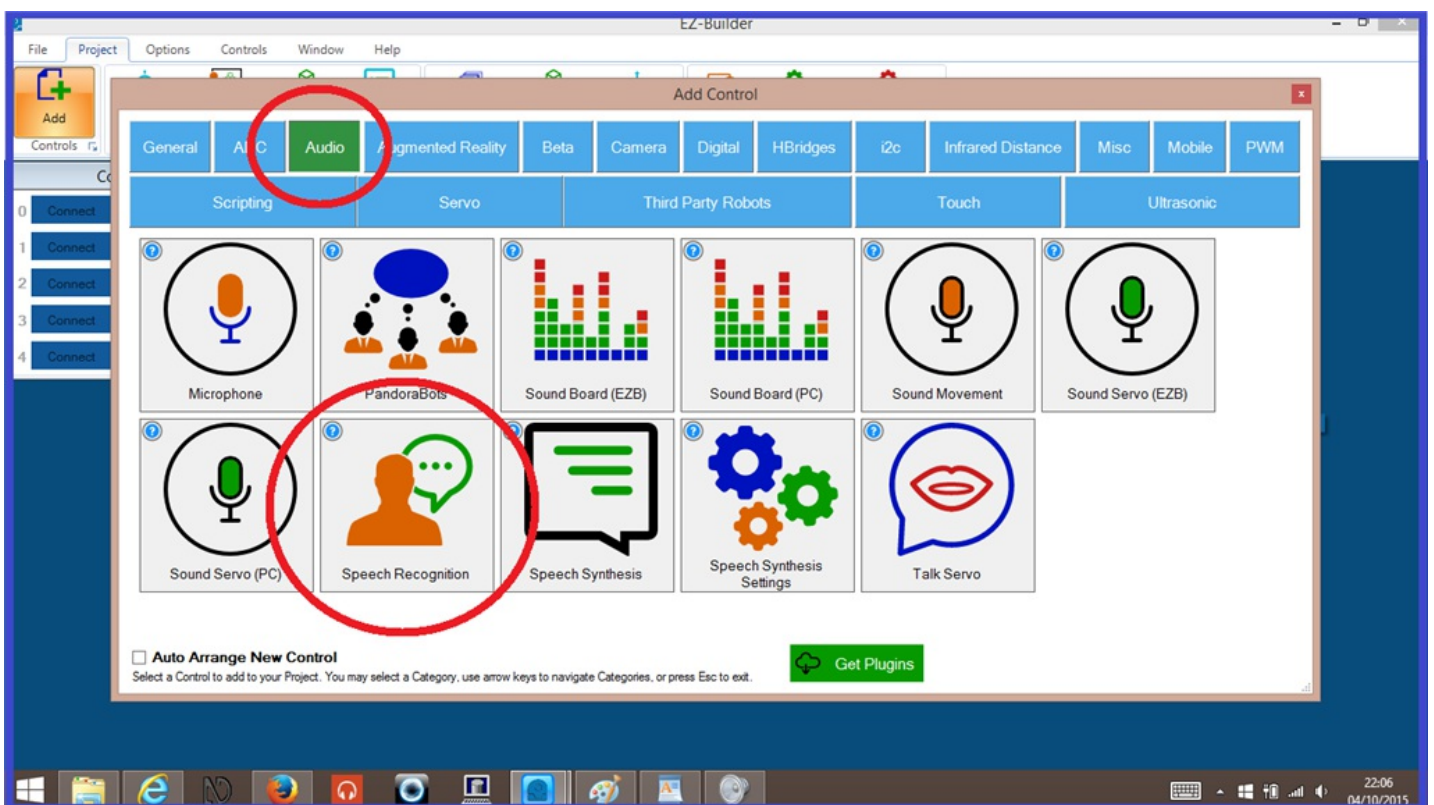 EZ-Builder
File Project Options Controls Window Help
Add Control
Add
Controls
General Audio Augmented Reality Beta Camera Digital HBridges i2c Infrared Distance Misc Mobile PWM
Scripting Servo Third Party Robots Touch Ultrasonic
0 Connect
1 Connect
2 Connect
3 Connect
4 Connect
Microphone PandoraBots Sound Board (EZB) Sound Board (PC) Sound Movement Sound Servo (EZB)
Sound Servo (PC) Speech Recognition Speech Synthesis Speech Synthesis Talk Servo
Settings
Auto Arrange New Control
Select a Control to add to your Project. You may select a Category, use arrow keys to navigate Categories, or press Esc to exit.
Get Plugins
22:06
04/10/2015